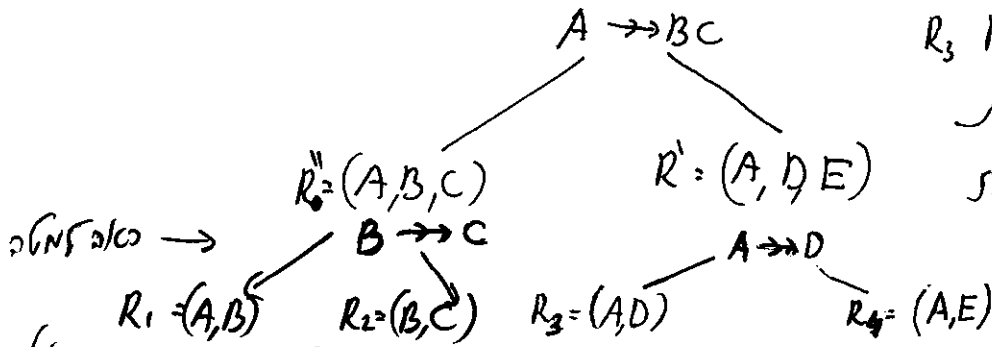 A →→ BC
R₃
R'' = (A, B, C) R' = (A, D, E)
→ B →→ C A →→ D
R₁ = (A,B) R₂ = (B,C) R₃ = (A,D) R₄ = (A,E)